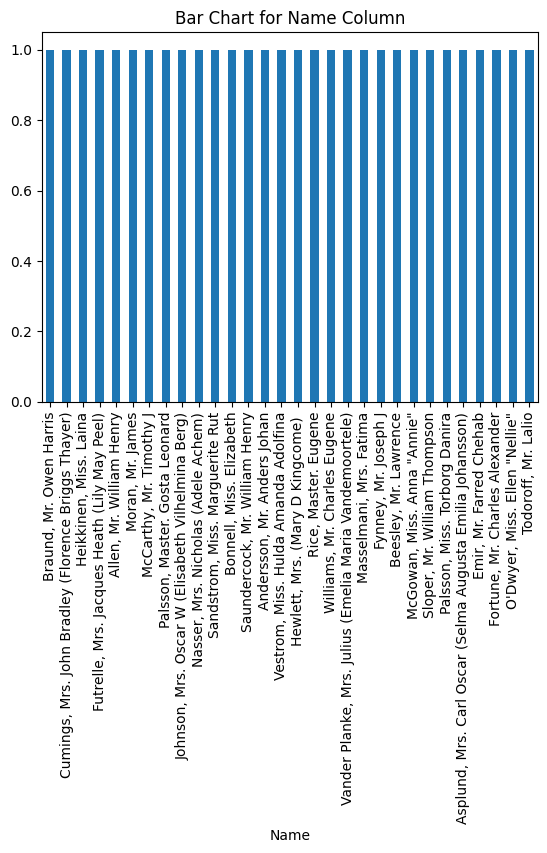 Bar Chart for Name Column
1.0
0.8
0.6
0.4
0.2
0.0
Braund, Mr. Owen Harris
Cumings, Mrs. John Bradley (Florence Briggs Thayer)
Heikkinen, Miss. Laina
Futrelle, Mrs. Jacques Heath (Lily May Peel)
Allen, Mr. William Henry
Moran, Mr. James
McCarthy, Mr. Timothy J
Palsson, Master. Gosta Leonard
Johnson, Mrs. Oscar W (Elisabeth Vilhelmina Berg)
Nasser, Mrs. Nicholas (Adele Achem)
Sandstrom, Miss. Marguerite Rut
Bonnell, Miss. Elizabeth
Saundercock, Mr. William Henry
Andersson, Mr. Anders Johan
Vestrom, Miss. Hulda Amanda Adolfina
Hewlett, Mrs. (Mary D Kingcome)
Rice, Master. Eugene
Williams, Mr. Charles Eugene
Vander Planke, Mrs. Julius (Emelia Maria Vandemoortele)
Masselmani, Mrs. Fatima
Fynney, Mr. Joseph J
Beesley, Mr. Lawrence
McGowan, Miss. Anna "Annie"
Sloper, Mr. William Thompson
Palsson, Miss. Torborg Danira
Asplund, Mrs. Carl Oscar (Selma Augusta Emilia Johansson)
Emir, Mr. Farred Chehab
Fortune, Mr. Charles Alexander
O'Dwyer, Miss. Ellen "Nellie"
Todoroff, Mr. Lalio
Name